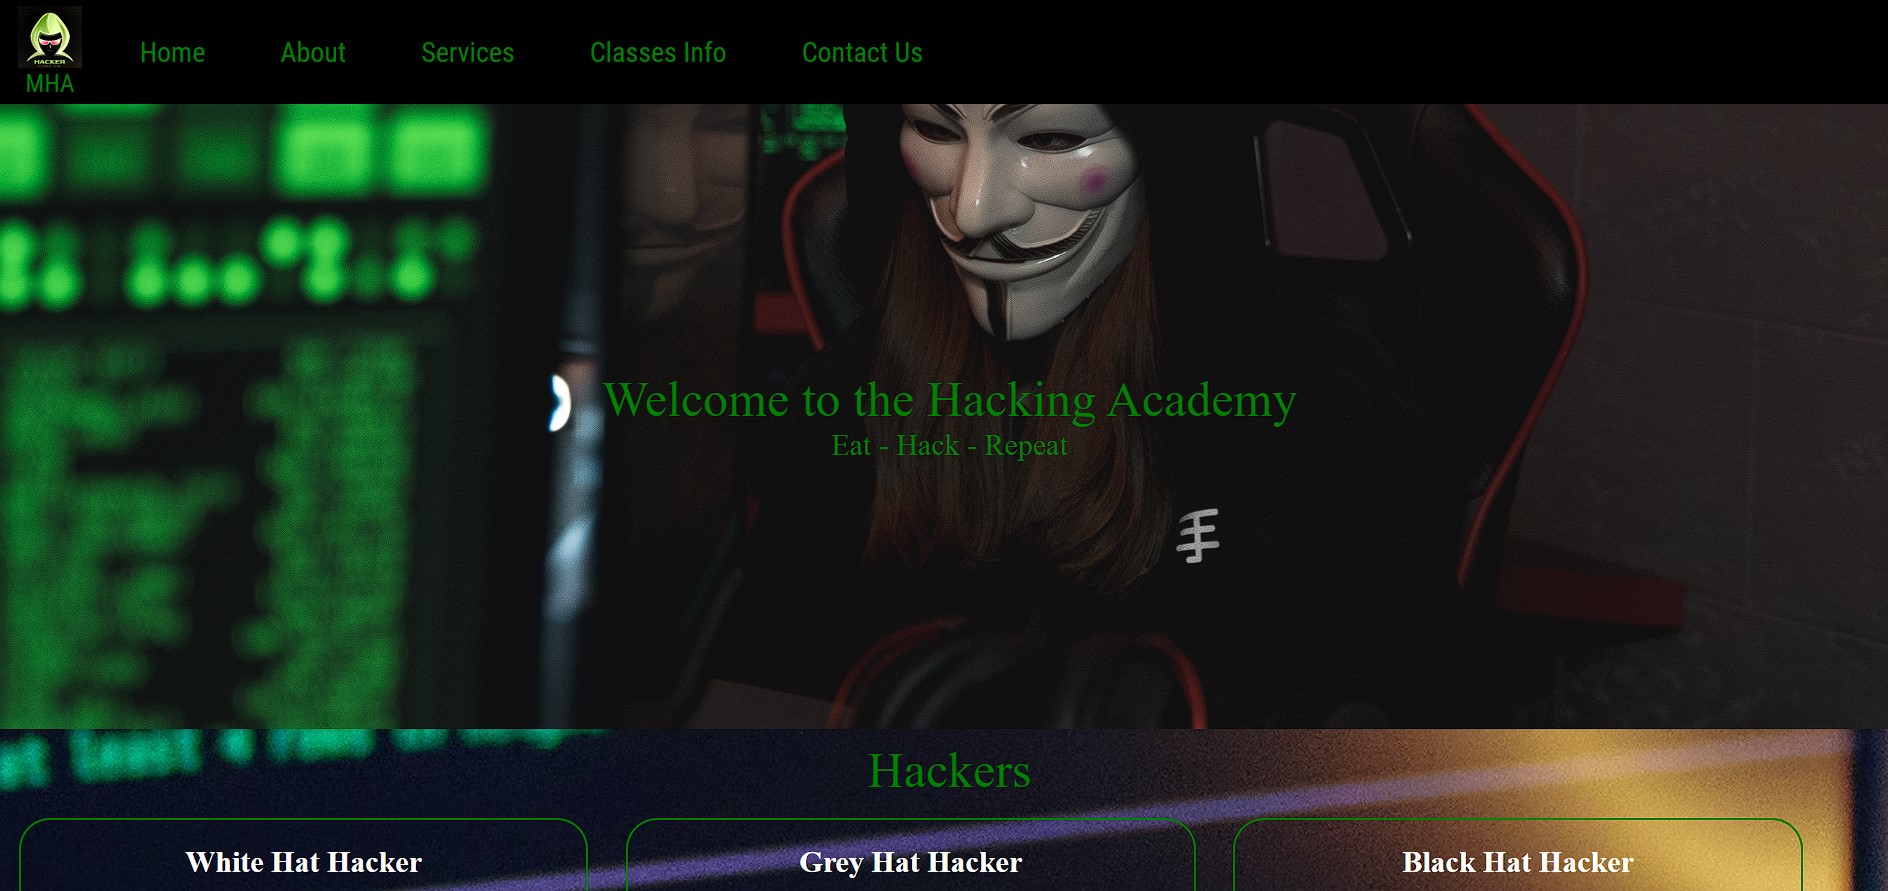 HACKER
MHA
Home
About
Services
Classes Info
Contact Us
Welcome to the Hacking Academy
Eat - Hack - Repeat
Hackers
White Hat Hacker
Grey Hat Hacker
Black Hat Hacker